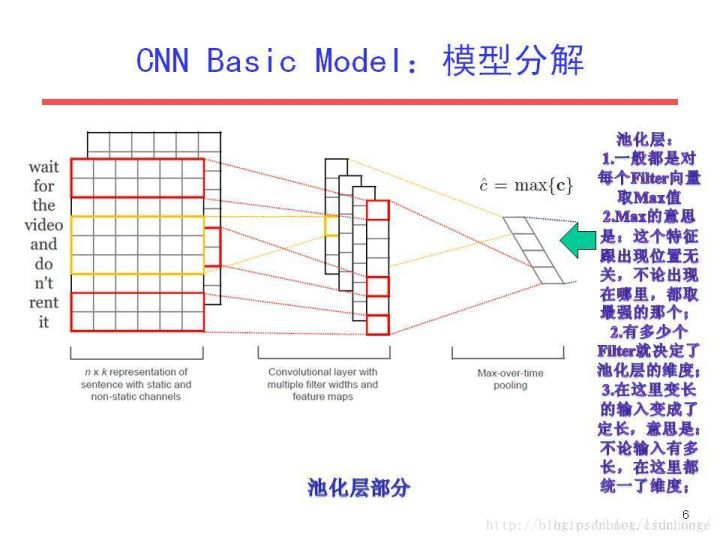 CNN Basic Model：模型分解
wait
for
the
video
and
do
n't
rent
it
ĉ = max{c}
n x k representation of
sentence with static and
non-static channels
Convolutional layer with
multiple filter widths and
feature maps
Max-over-time
pooling
池化层：
1.一般都是对
每个Filter向量
取Max值
2.Max的意思
是：这个特征
跟出现位置无
关，不论出现
在哪里，都取
最强的那个；
2.有多少个
Filter就决定了
池化层的维度；
3.在这里变长
的输入变成了
定长，意思是：
不论输入有多
长，在这里都
统一了维度；
池化层部分
6